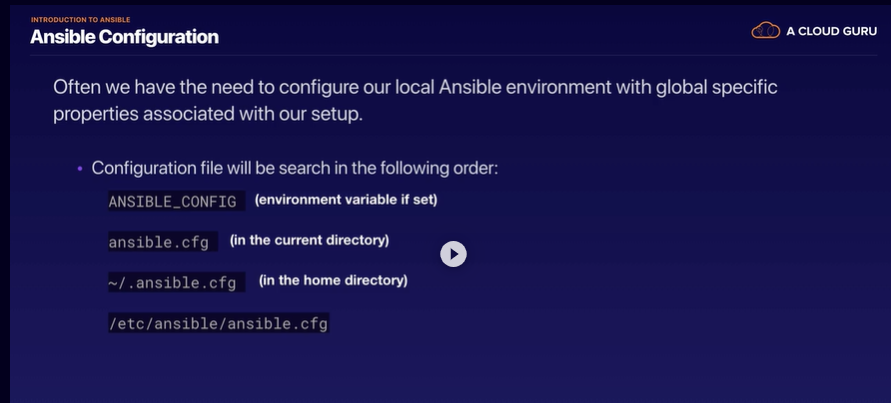 INTRODUCTION TO ANSIBLE
Ansible Configuration
A CLOUD GURU
Often we have the need to configure our local Ansible environment with global specific
properties associated with our setup.
• Configuration file will be search in the following order:
ANSIBLE_CONFIG (environment variable if set)
ansible.cfg (in the current directory)
~/.ansible.cfg (in the home directory)
/etc/ansible/ansible.cfg